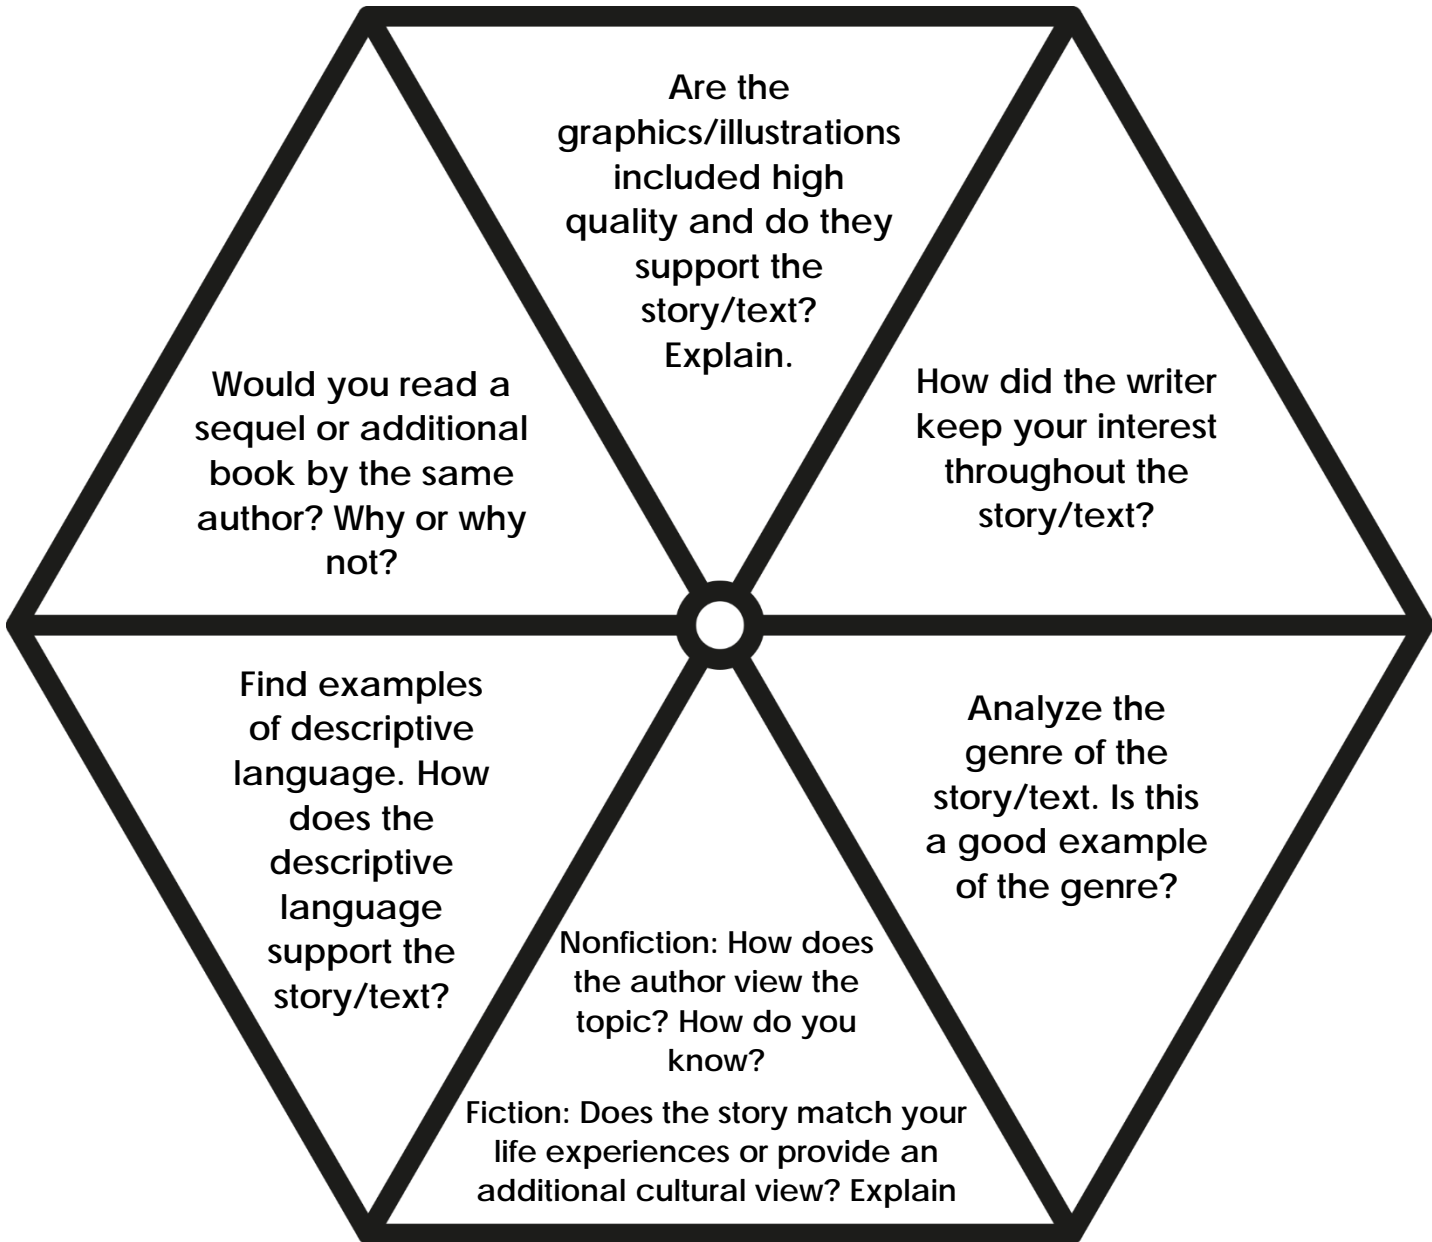 Are the
graphics/illustrations
included high
quality and do they
support the
story/text?
Explain.
Would you read a
sequel or additional
book by the same
author? Why or why
not?
How did the writer
keep your interest
throughout the
story/text?
Find examples
of descriptive
language. How
does the
descriptive
language
support the
story/text?
Analyze the
genre of the
story/text. Is this
a good example
of the genre?
Nonfiction: How does
the author view the
topic? How do you
know?
Fiction: Does the story match your
life experiences or provide an
additional cultural view? Explain